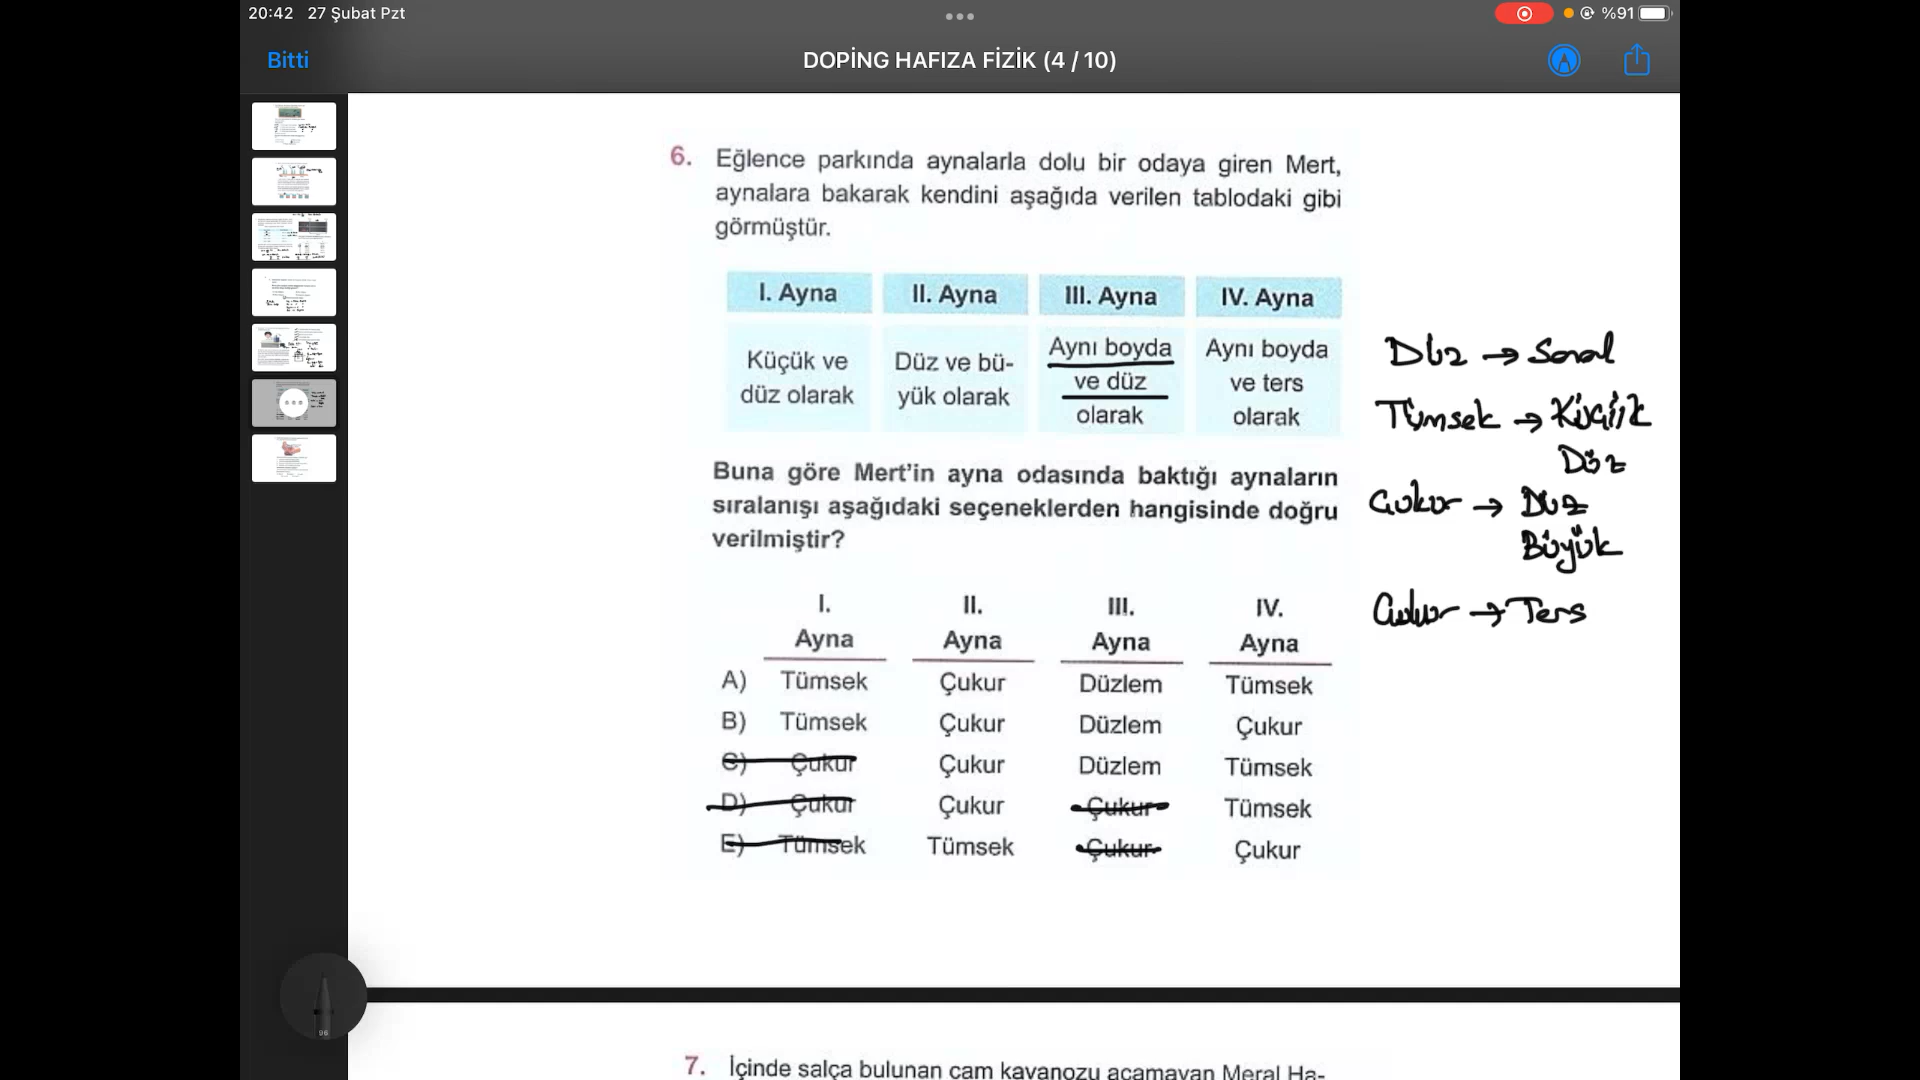 20:42 27 Şubat Pzt
%91
Bitti
DOPİNG HAFIZA FİZİK (4 / 10)
6. Eğlence parkında aynalarla dolu bir odaya giren Mert,
aynalara bakarak kendini aşağıda verilen tablodaki gibi
görmüştür.
I. Ayna II. Ayna III. Ayna IV. Ayna
Küçük ve Düz ve bü- Aynı boyda Aynı boyda
düz olarak yük olarak ve düz ve ters
olarak olarak
Düz → Sanal
Tümsek → Küçük
Düz
Çukur → Düz
Büyük
Çukur → Ters
Buna göre Mert'in ayna odasında baktığı aynaların
sıralanışı aşağıdaki seçeneklerden hangisinde doğru
verilmiştir?
I. II. III. IV.
Ayna Ayna Ayna Ayna
A) Tümsek Çukur Düzlem Tümsek
B) Tümsek Çukur Düzlem Çukur
C) Çukur Çukur Düzlem Tümsek
D) Çukur Çukur Çukur Tümsek
E) Tümsek Tümsek Çukur Çukur
96
7. İçinde salça bulunan cam kavanozu açamayan Meral Ha-